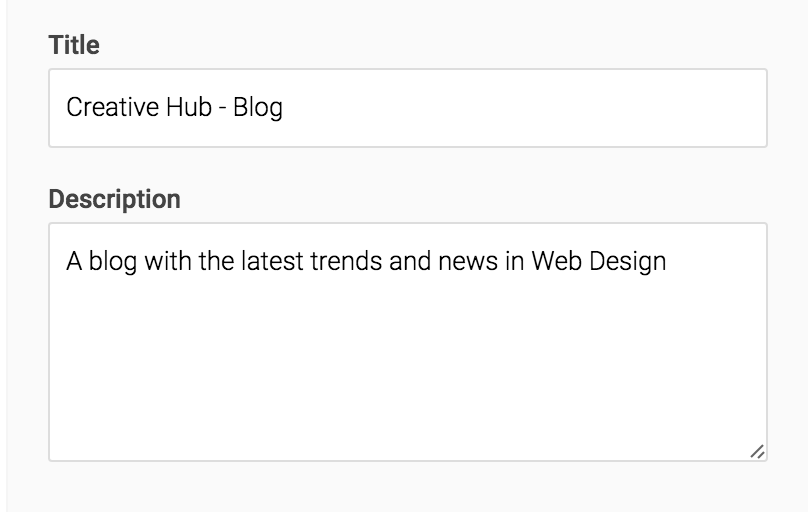 Title
Creative Hub - Blog
Description
A blog with the latest trends and news in Web Design